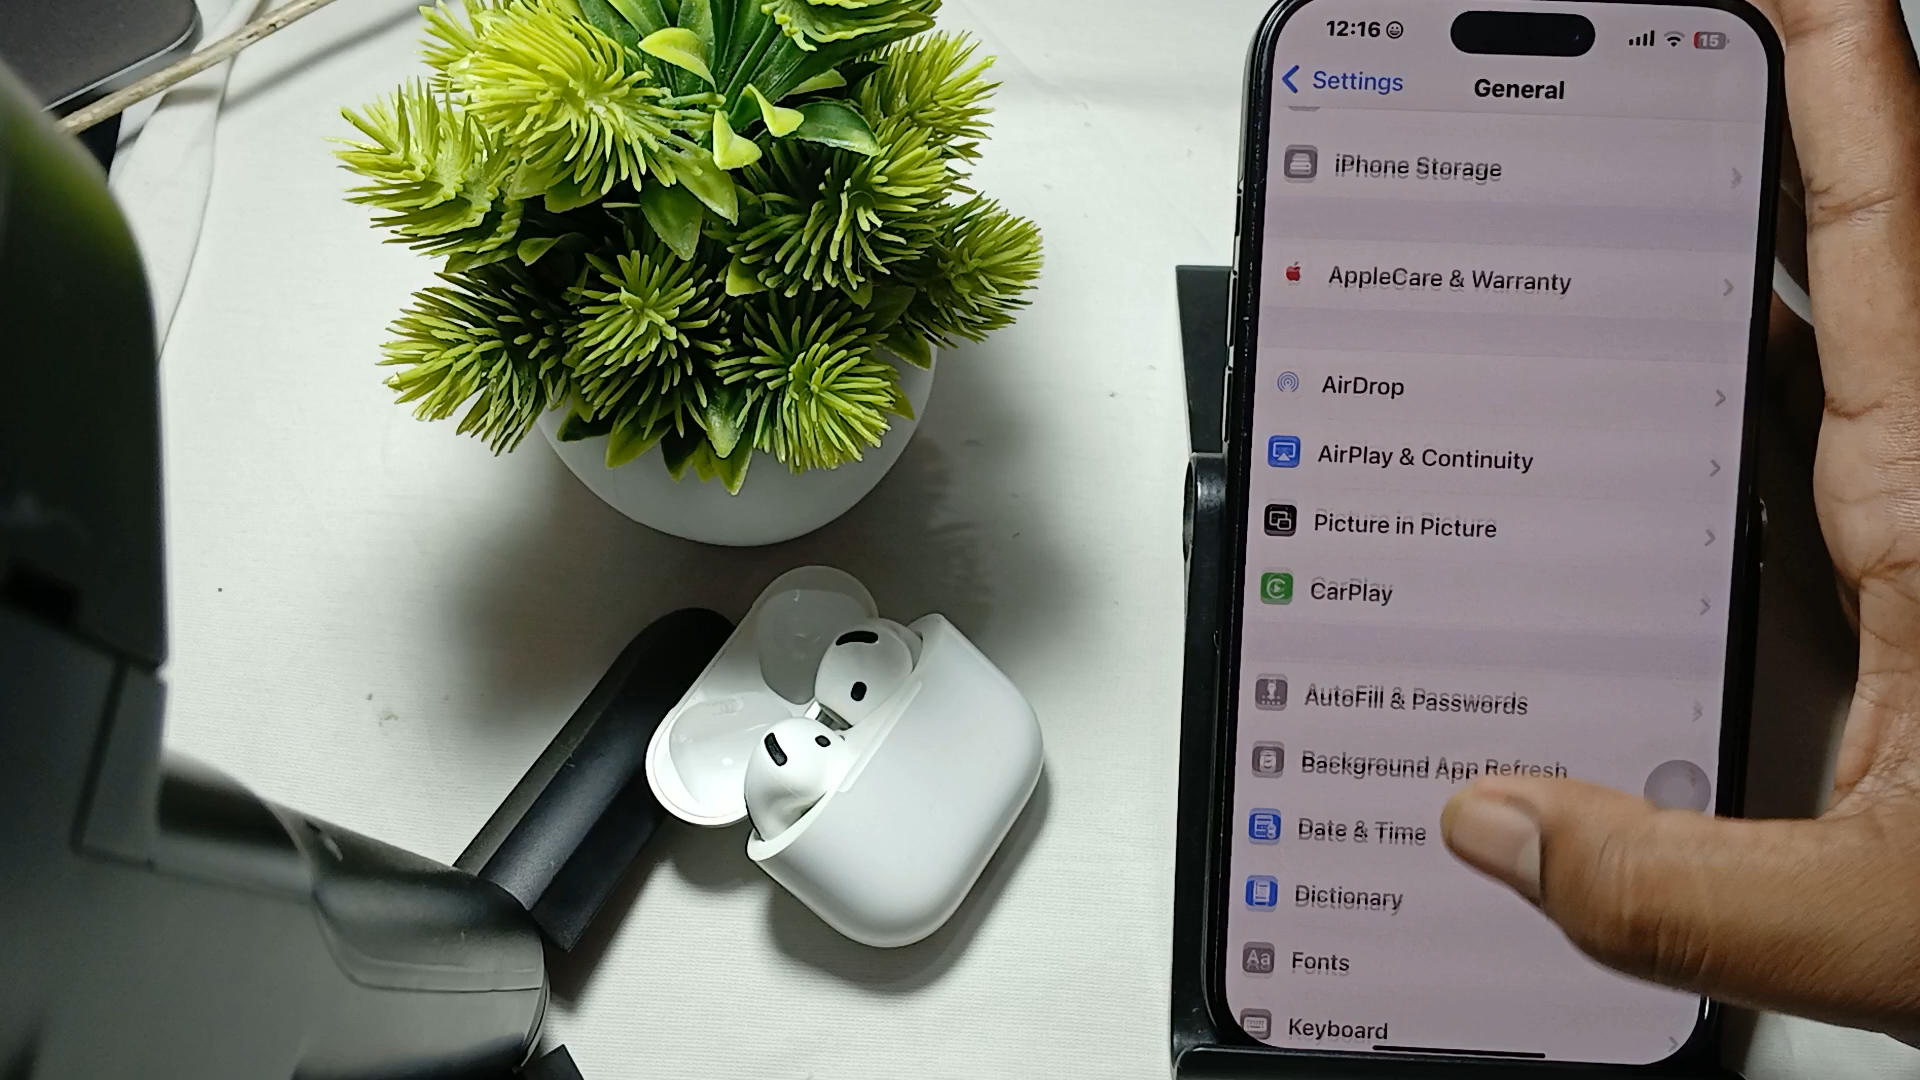 12:16
15
Settings
General
iPhone Storage
AppleCare & Warranty
AirDrop
AirPlay & Continuity
Picture in Picture
CarPlay
AutoFill & Passwords
Background App Refresh
Date & Time
Dictionary
Aa
Fonts
Keyboard